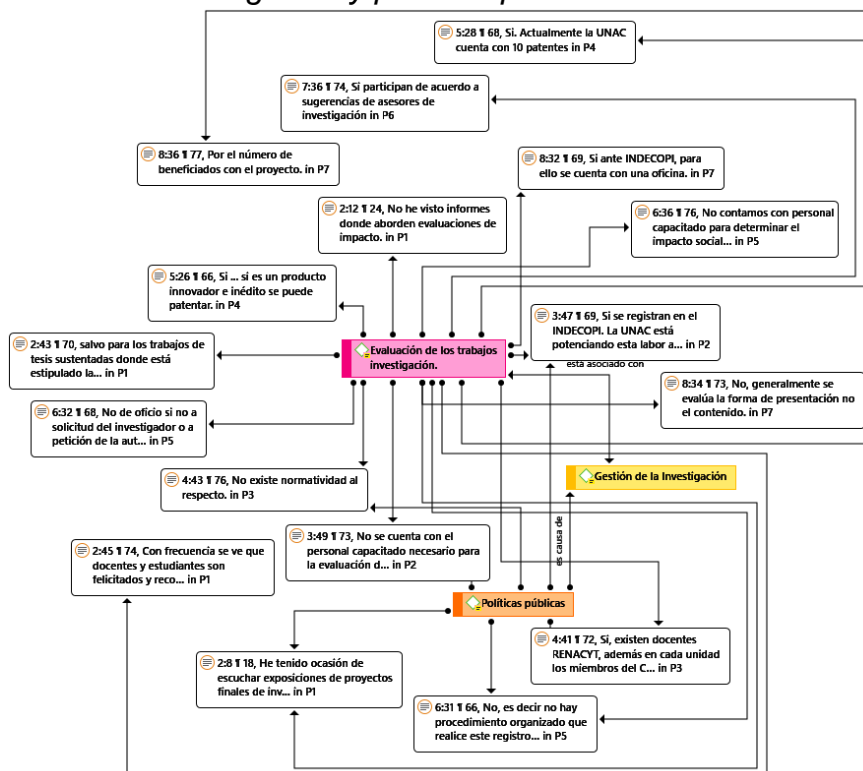 5:28 ¶ 68, Si. Actualmente la UNAC
cuenta con 10 patentes in P4
7:36 ¶ 74, Si participan de acuerdo a
sugerencias de asesores de
investigación in P6
8:36 ¶ 77, Por el número de
beneficiados con el proyecto. in P7
8:32 ¶ 69, Si ante INDECOPI, para
ello se cuenta con una oficina. in P7
2:12 ¶ 24, No he visto informes
donde aborden evaluaciones de
impacto. in P1
6:36 ¶ 76, No contamos con personal
capacitado para determinar el
impacto social... in P5
5:26 ¶ 66, Si ... si es un producto
innovador e inédito se puede
patentar. in P4
3:47 ¶ 69, Si se registran en el
INDECOPI. La UNAC está
potenciando esta labor a... in P2
2:43 ¶ 70, salvo para los trabajos de
tesis sustentadas donde está
estipulado la... in P1
Evaluación de los trabajos
investigación.
está asociado con
8:34 ¶ 73, No, generalmente se
evalúa la forma de presentación no
el contenido. in P7
6:32 ¶ 68, No de oficio si no a
solicitud del investigador o a
petición de la aut... in P5
4:43 ¶ 76, No existe normatividad al
respecto. in P3
Gestión de la Investigación
es causa de
3:49 ¶ 73, No se cuenta con el
personal capacitado necesario para
la evaluación d... in P2
2:45 ¶ 74, Con frecuencia se ve que
docentes y estudiantes son
felicitados y reco... in P1
Políticas públicas
4:41 ¶ 72, Si, existen docentes
RENACYT, además en cada unidad
los miembros del C... in P3
2:8 ¶ 18, He tenido ocasión de
escuchar exposiciones de proyectos
finales de inv... in P1
6:31 ¶ 66, No, es decir no hay
procedimiento organizado que
realice este registro... in P5